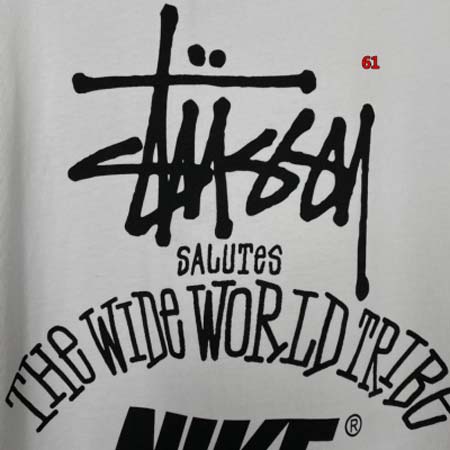 61
Stüssy
SALUTES
THE WIDE WORLD TRIBE
NIKE ®